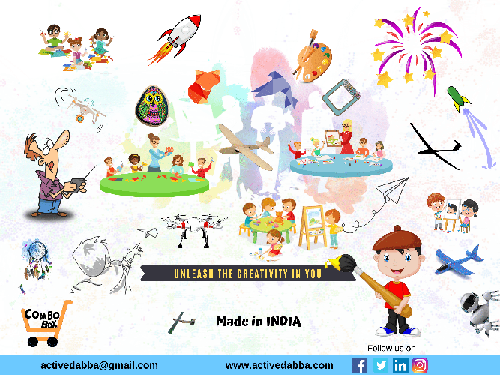 UNLEASH THE CREATIVITY IN YOU
COMBO
BOX
Made in INDIA
Follow us on
activedabba@gmail.com
www.activedabba.com